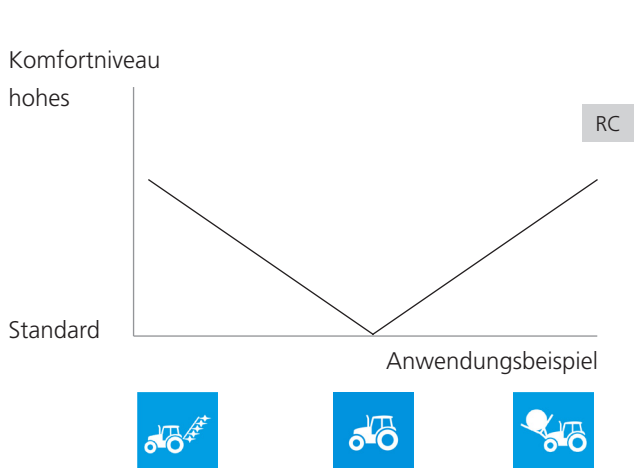 Komfortniveau
hohes
RC
Standard
Anwendungsbeispiel